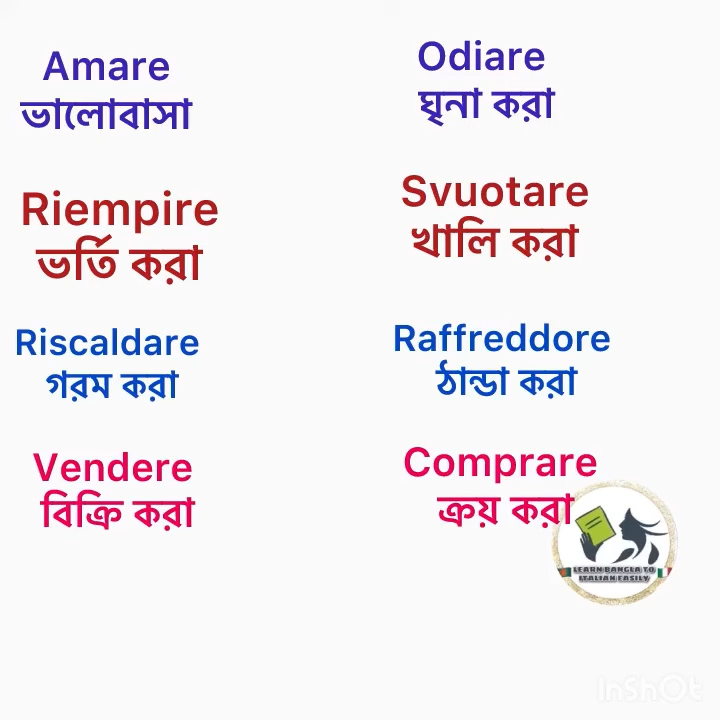 Amare
ভালোবাসা
Odiare
ঘৃনা করা
Riempire
ভর্তি করা
Svuotare
খালি করা
Riscaldare
গরম করা
Raffreddore
ঠান্ডা করা
Vendere
বিক্রি করা
Comprare
ক্রয় করা
LEARN BANGLA TO
ITALIAN EASILY
InShOt